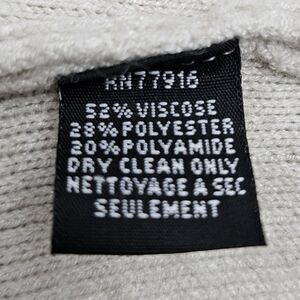 RN77916
52% VISCOSE
28% POLYESTER
20% POLYAMIDE
DRY CLEAN ONLY
NETTOYAGE A SEC
SEULEMENT